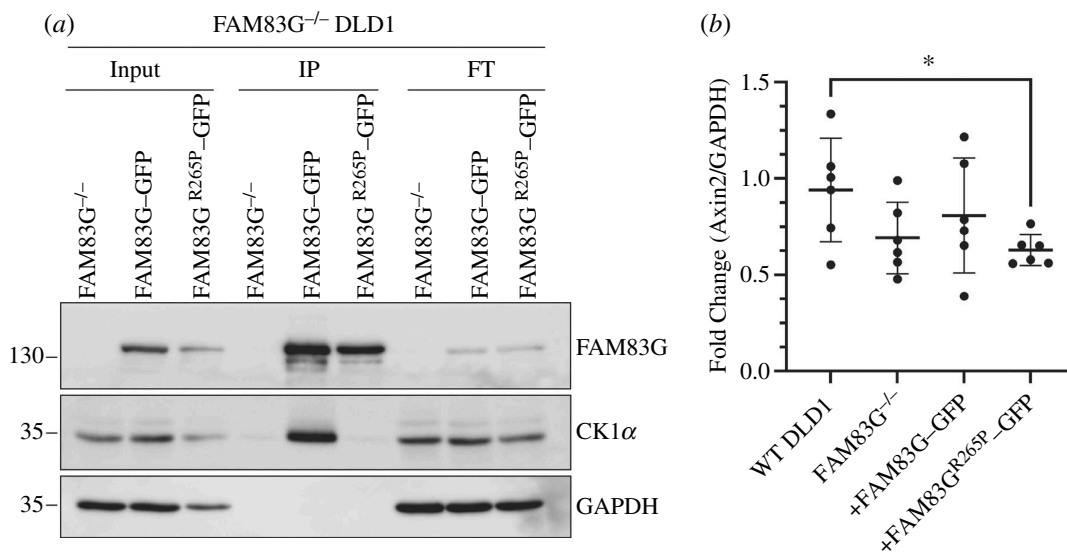 (a)
FAM83G–/– DLD1
Input IP FT
FAM83G–/–
FAM83G–GFP
FAM83G R265P–GFP
FAM83G–/–
FAM83G–GFP
FAM83G R265P–GFP
FAM83G–/–
FAM83G–GFP
FAM83G R265P–GFP
130 FAM83G
35 CK1α
35 GAPDH
(b)
*
Fold Change (Axin2/GAPDH)
1.5
1.0
0.5
0.0
WT DLD1
FAM83G–/–
+FAM83G–GFP
+FAM83GR265P–GFP